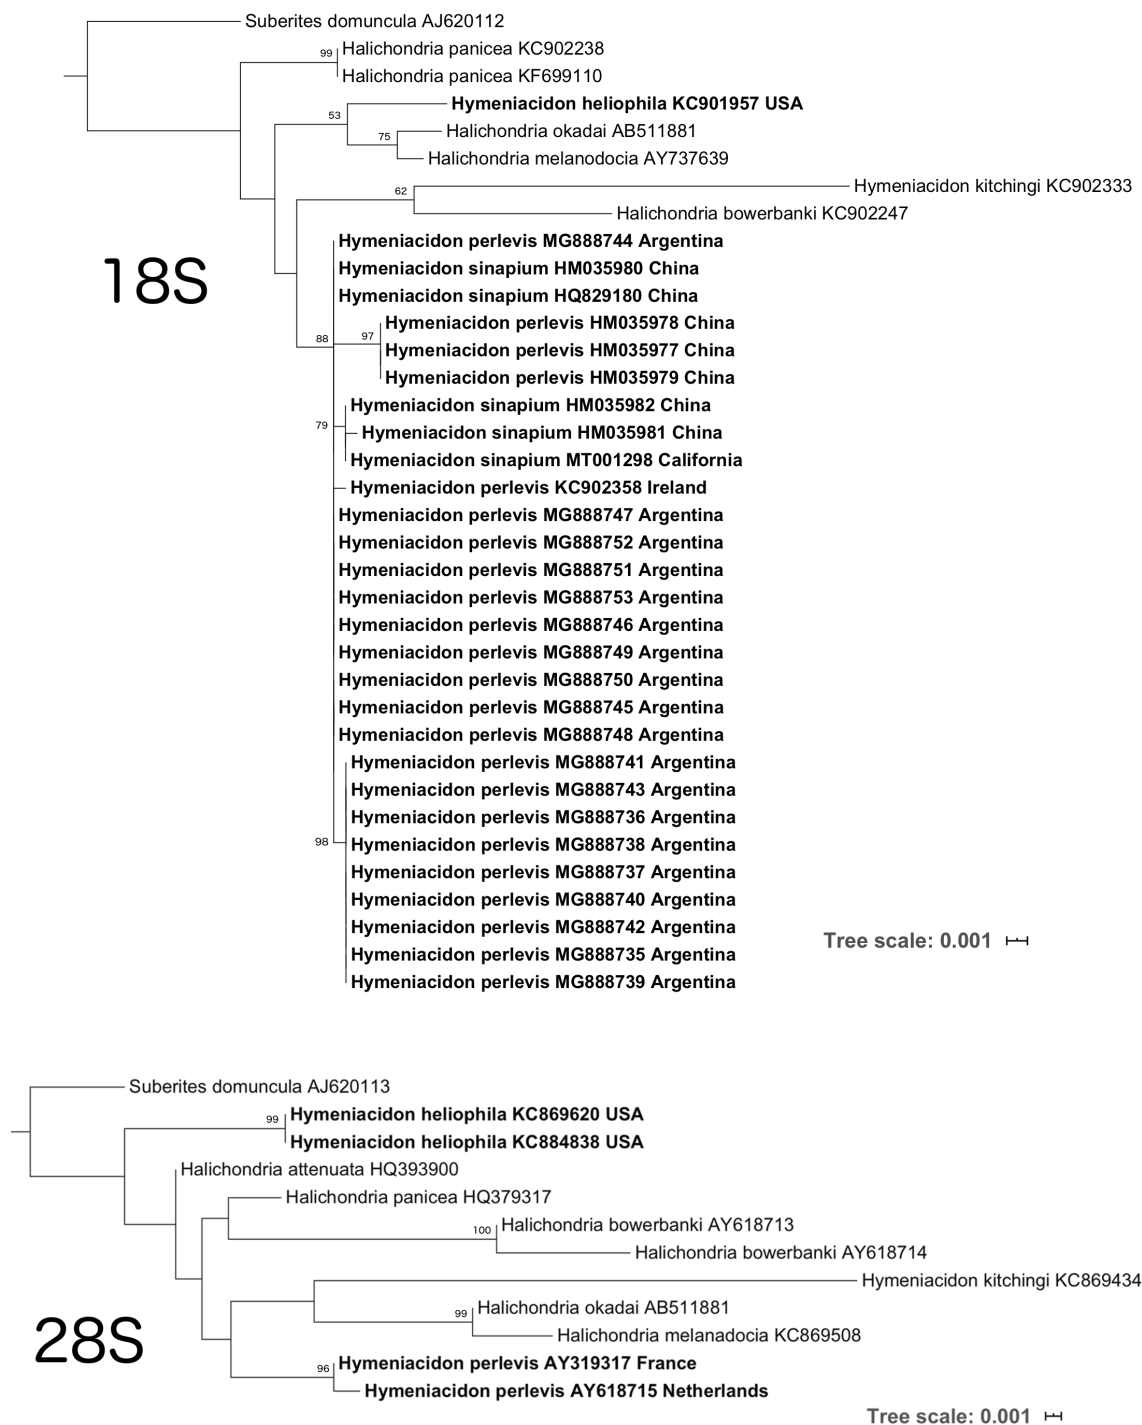 Suberites domuncula AJ620112
99
Halichondria panicea KC902238
Halichondria panicea KF699110
Hymeniacidon heliophila KC901957 USA
53
Halichondria okadai AB511881
75
Halichondria melanodocia AY737639
Hymeniacidon kitchingi KC902333
62
Halichondria bowerbanki KC902247
Hymeniacidon perlevis MG888744 Argentina
18S
Hymeniacidon sinapium HM035980 China
Hymeniacidon sinapium HQ829180 China
Hymeniacidon perlevis HM035978 China
88
97
Hymeniacidon perlevis HM035977 China
Hymeniacidon perlevis HM035979 China
Hymeniacidon sinapium HM035982 China
79
Hymeniacidon sinapium HM035981 China
Hymeniacidon sinapium MT001298 California
Hymeniacidon perlevis KC902358 Ireland
Hymeniacidon perlevis MG888747 Argentina
Hymeniacidon perlevis MG888752 Argentina
Hymeniacidon perlevis MG888751 Argentina
Hymeniacidon perlevis MG888753 Argentina
Hymeniacidon perlevis MG888746 Argentina
Hymeniacidon perlevis MG888749 Argentina
Hymeniacidon perlevis MG888750 Argentina
Hymeniacidon perlevis MG888745 Argentina
Hymeniacidon perlevis MG888748 Argentina
Hymeniacidon perlevis MG888741 Argentina
Hymeniacidon perlevis MG888743 Argentina
Hymeniacidon perlevis MG888736 Argentina
98
Hymeniacidon perlevis MG888738 Argentina
Hymeniacidon perlevis MG888737 Argentina
Hymeniacidon perlevis MG888740 Argentina
Hymeniacidon perlevis MG888742 Argentina
Tree scale: 0.001
Hymeniacidon perlevis MG888735 Argentina
Hymeniacidon perlevis MG888739 Argentina
Suberites domuncula AJ620113
99
Hymeniacidon heliophila KC869620 USA
Hymeniacidon heliophila KC884838 USA
Halichondria attenuata HQ393900
Halichondria panicea HQ379317
100
Halichondria bowerbanki AY618713
Halichondria bowerbanki AY618714
Hymeniacidon kitchingi KC869434
99
Halichondria okadai AB511881
28S
Halichondria melanadocia KC869508
96
Hymeniacidon perlevis AY319317 France
Hymeniacidon perlevis AY618715 Netherlands
Tree scale: 0.001